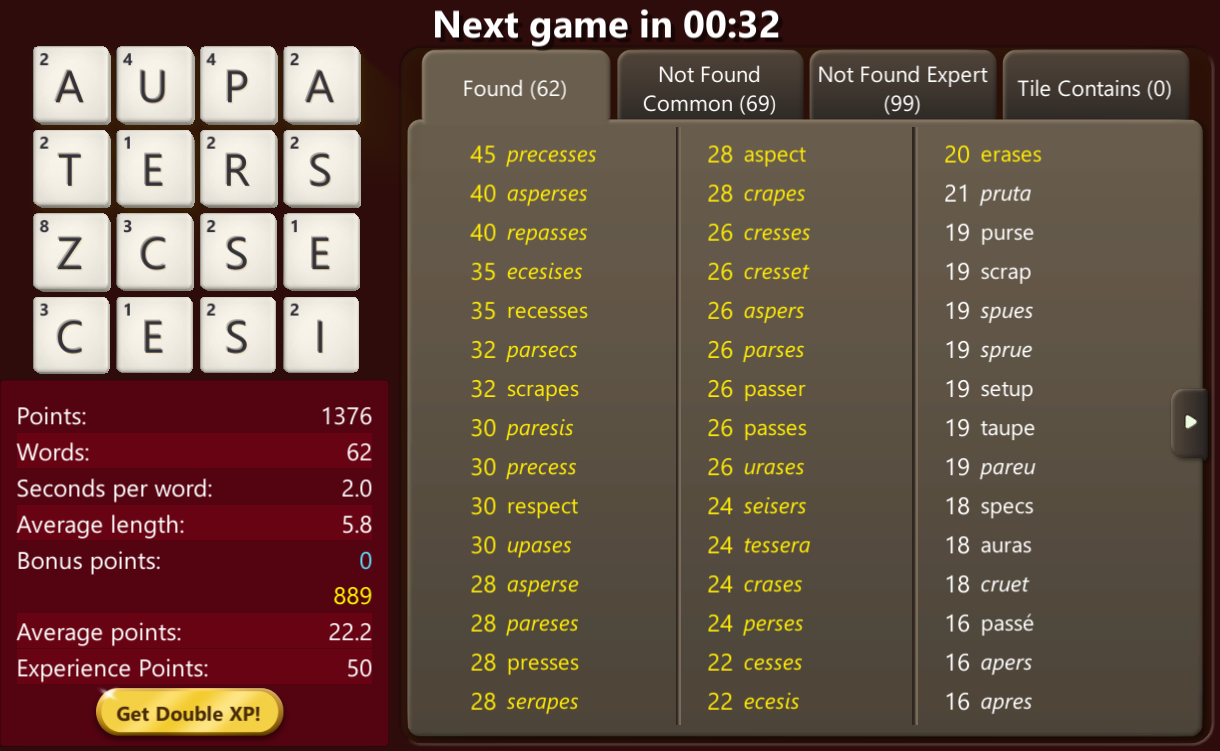 Next game in 00:32
2 A 4 U 4 P 2 A
2 T 1 E 2 R 2 S
8 Z 3 C 2 S 1 E
3 C 1 E 2 S 2 I
Points: 1376
Words: 62
Seconds per word: 2.0
Average length: 5.8
Bonus points: 0
889
Average points: 22.2
Experience Points: 50
Get Double XP!
Found (62)
Not Found
Common (69)
Not Found Expert
(99)
Tile Contains (0)
45 precesses
40 asperses
40 repasses
35 ecesises
35 recesses
32 parsecs
32 scrapes
30 paresis
30 precess
30 respect
30 upases
28 asperse
28 pareses
28 presses
28 serapes
28 aspect
28 crapes
26 cresses
26 cresset
26 aspers
26 parses
26 passer
26 passes
26 urases
24 seisers
24 tessera
24 crases
24 perses
22 cesses
22 ecesis
20 erases
21 pruta
19 purse
19 scrap
19 spues
19 sprue
19 setup
19 taupe
19 pareu
18 specs
18 auras
18 cruet
16 passé
16 apers
16 apres